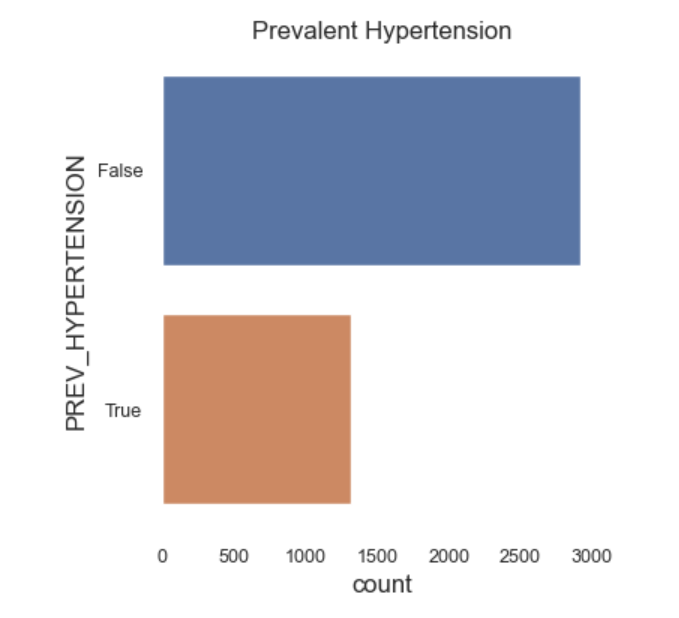 Prevalent Hypertension
PREV_HYPERTENSION
False
True
0 500 1000 1500 2000 2500 3000
count